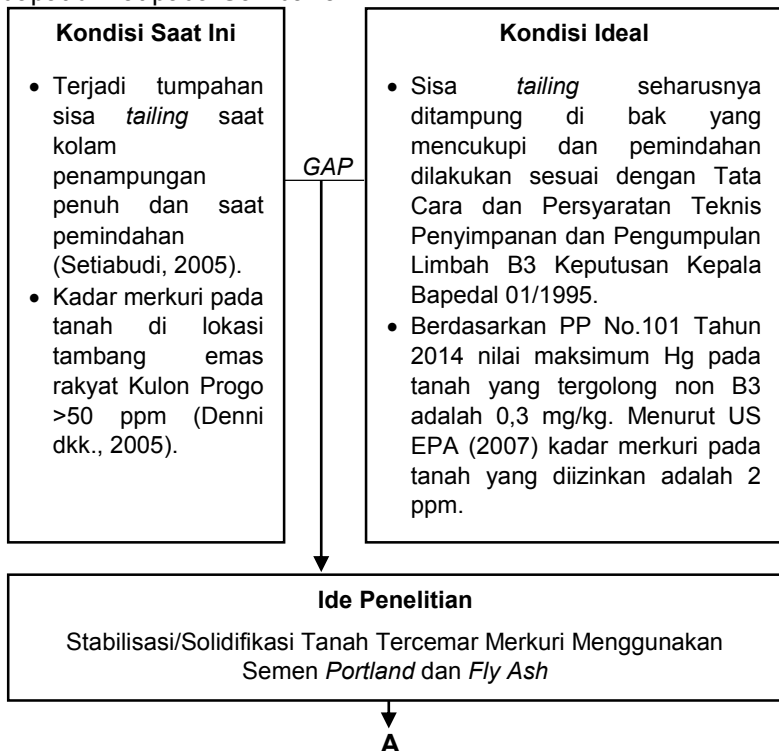 Kondisi Saat Ini
• Terjadi tumpahan
sisa tailing saat
kolam
penampungan
penuh dan saat
pemindahan
(Setiabudi, 2005).
• Kadar merkuri pada
tanah di lokasi
tambang emas
rakyat Kulon Progo
>50 ppm (Denni
dkk., 2005).
GAP
Kondisi Ideal
• Sisa tailing seharusnya
ditampung di bak yang
mencukupi dan pemindahan
dilakukan sesuai dengan Tata
Cara dan Persyaratan Teknis
Penyimpanan dan Pengumpulan
Limbah B3 Keputusan Kepala
Bapedal 01/1995.
• Berdasarkan PP No.101 Tahun
2014 nilai maksimum Hg pada
tanah yang tergolong non B3
adalah 0,3 mg/kg. Menurut US
EPA (2007) kadar merkuri pada
tanah yang diizinkan adalah 2
ppm.
Ide Penelitian
Stabilisasi/Solidifikasi Tanah Tercemar Merkuri Menggunakan
Semen Portland dan Fly Ash
A